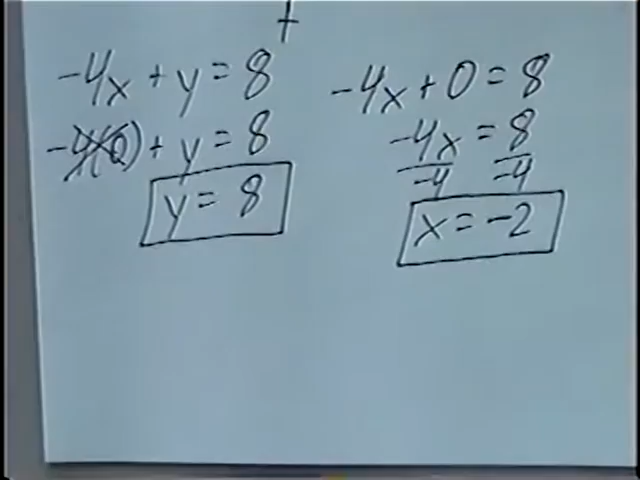 -4x + y = 8
-4(0) + y = 8
y = 8
-4x + 0 = 8
-4x = 8
-4 -4
x = -2